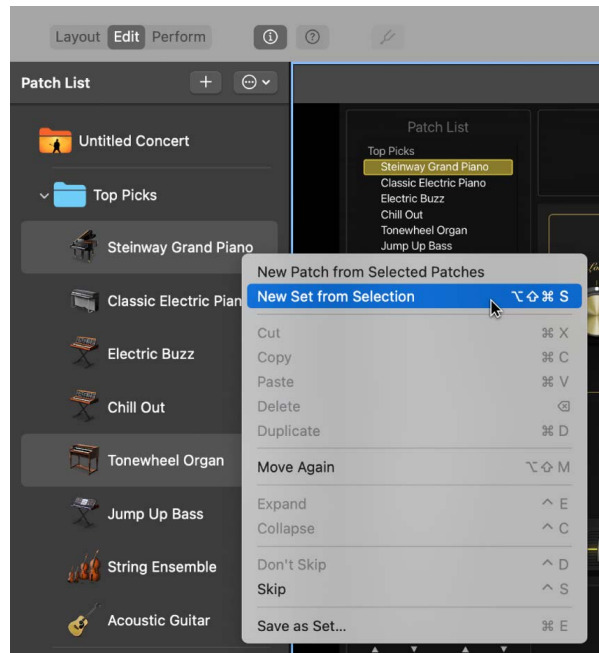 Layout Edit Perform
Patch List
Untitled Concert
Top Picks
Steinway Grand Piano
Classic Electric Pian
Electric Buzz
Chill Out
Tonewheel Organ
Jump Up Bass
String Ensemble
Acoustic Guitar
Patch List
Top Picks
Steinway Grand Piano
Classic Electric Piano
Electric Buzz
Chill Out
Tonewheel Organ
Jump Up Bass
New Patch from Selected Patches
New Set from Selection ⌥⇧⌘ S
Cut ⌘ X
Copy ⌘ C
Paste ⌘ V
Delete ⌫
Duplicate ⌘ D
Move Again ⌥⇧ M
Expand ^ E
Collapse ^ C
Don't Skip ^ D
Skip ^ S
Save as Set... ⌘ E